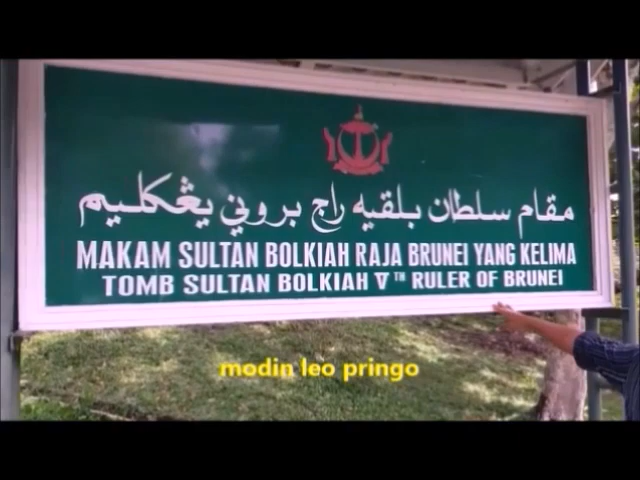 مقام سلطان بلقيه راج بروني يڠكليم
MAKAM SULTAN BOLKIAH RAJA BRUNEI YANG KELIMA
TOMB SULTAN BOLKIAH V TH RULER OF BRUNEI
modin leo pringo